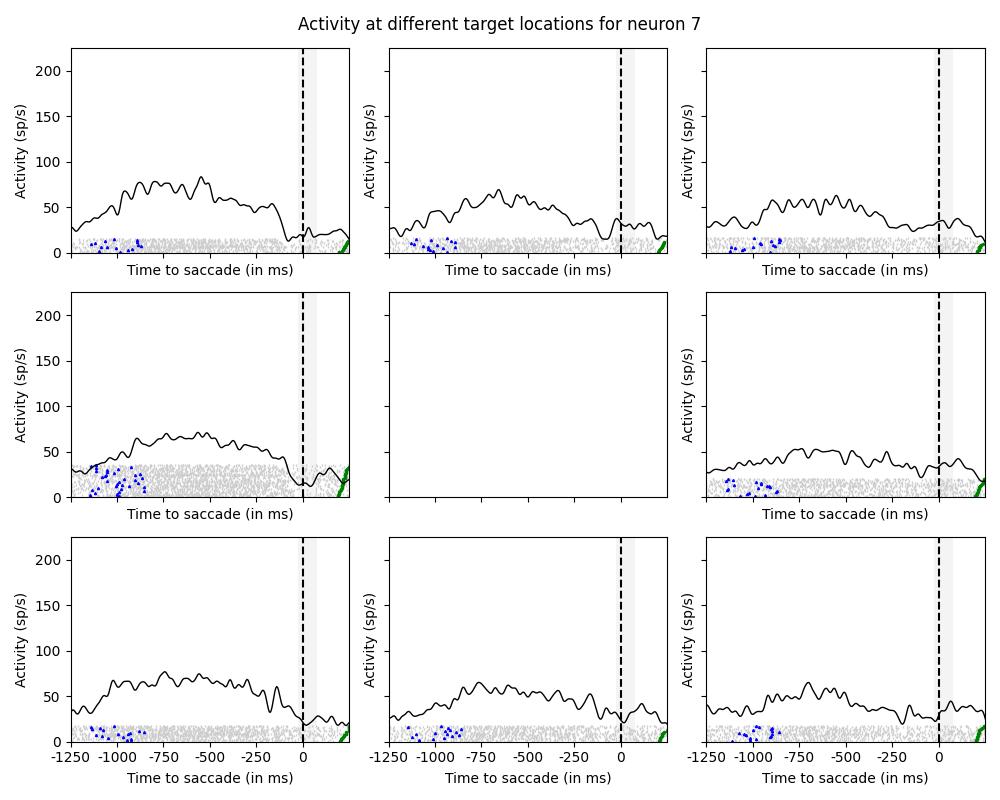 Activity at different target locations for neuron 7
200
150
100
50
0
Activity (sp/s)
Activity (sp/s)
Activity (sp/s)
Time to saccade (in ms)
Time to saccade (in ms)
Time to saccade (in ms)
200
150
100
50
0
Activity (sp/s)
Activity (sp/s)
Time to saccade (in ms)
Time to saccade (in ms)
200
150
100
50
0
Activity (sp/s)
Activity (sp/s)
Activity (sp/s)
-1250 -1000 -750 -500 -250 0
-1250 -1000 -750 -500 -250 0
-1250 -1000 -750 -500 -250 0
Time to saccade (in ms)
Time to saccade (in ms)
Time to saccade (in ms)